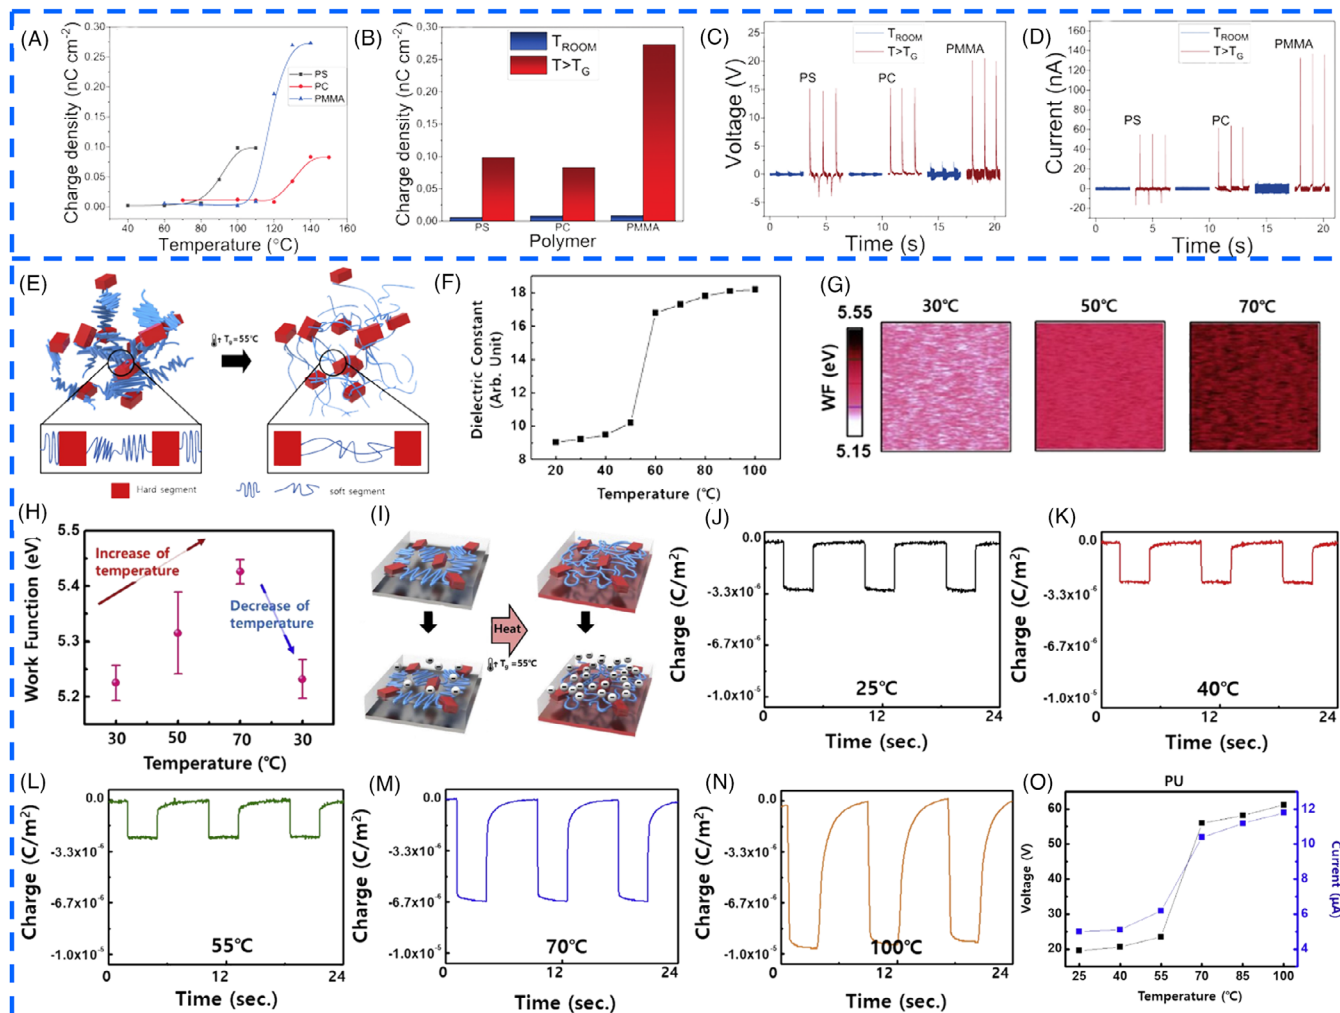 (A)
Charge density (nC cm⁻²)
0.30
0.25
0.20
0.15
0.10
0.05
0.00
PS
PC
PMMA
40 60 80 100 120 140 160
Temperature (°C)
(B)
Charge density (nC cm⁻²)
0.30
0.25
0.20
0.15
0.10
0.05
0.00
T_ROOM
T>T_G
PS PC PMMA
Polymer
(C)
Voltage (V)
25
20
15
10
5
0
-5
T_ROOM
T>T_G
PS
PC
PMMA
0 5 10 15 20
Time (s)
(D)
Current (nA)
160
140
120
100
80
60
40
20
0
-20
T_ROOM
T>T_G
PS
PC
PMMA
0 5 10 15 20
Time (s)
(E)
↑ Tg=55℃
Hard segment
soft segment
(F)
Dielectric Constant
(Arb. Unit)
18
16
14
12
10
8
20 40 60 80 100
Temperature (℃)
(G)
5.55
WF (eV)
5.15
30℃
50℃
70℃
(H)
Work Function (eV)
5.5
5.4
5.3
5.2
Increase of
temperature
Decrease of
temperature
30 50 70 30
Temperature (℃)
(I)
Heat
↑ Tg=55℃
(J)
Charge (C/m²)
0.0
-3.3x10⁻⁶
-6.7x10⁻⁶
-1.0x10⁻⁵
25℃
0 12 24
Time (sec.)
(K)
Charge (C/m²)
0.0
-3.3x10⁻⁶
-6.7x10⁻⁶
-1.0x10⁻⁵
40℃
0 12 24
Time (sec.)
(L)
Charge (C/m²)
0.0
-3.3x10⁻⁶
-6.7x10⁻⁶
-1.0x10⁻⁵
55℃
0 12 24
Time (sec.)
(M)
Charge (C/m²)
0.0
-3.3x10⁻⁶
-6.7x10⁻⁶
-1.0x10⁻⁵
70℃
0 12 24
Time (sec.)
(N)
Charge (C/m²)
0.0
-3.3x10⁻⁶
-6.7x10⁻⁶
-1.0x10⁻⁵
100℃
0 12 24
Time (sec.)
(O)
PU
Voltage (V)
60
50
40
30
20
Current (μA)
12
10
8
6
4
25 40 55 70 85 100
Temperature (℃)